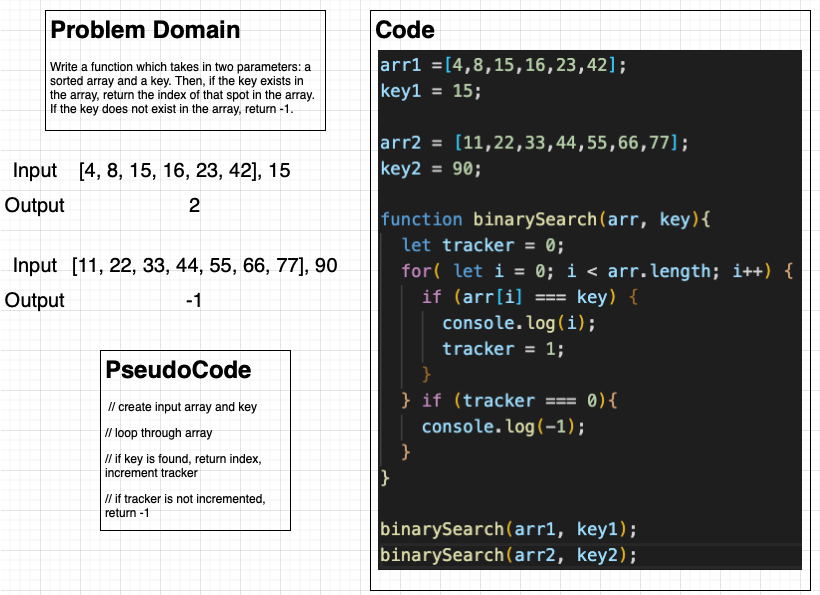 Problem Domain
Write a function which takes in two parameters: a
sorted array and a key. Then, if the key exists in
the array, return the index of that spot in the array.
If the key does not exist in the array, return -1.
Input [4, 8, 15, 16, 23, 42], 15
Output 2
Input [11, 22, 33, 44, 55, 66, 77], 90
Output -1
PseudoCode
// create input array and key
// loop through array
// if key is found, return index,
increment tracker
// if tracker is not incremented,
return -1
Code
arr1 =[4,8,15,16,23,42];
key1 = 15;
arr2 = [11,22,33,44,55,66,77];
key2 = 90;
function binarySearch(arr, key){
let tracker = 0;
for( let i = 0; i < arr.length; i++) {
if (arr[i] === key) {
console.log(i);
tracker = 1;
}
} if (tracker === 0){
console.log(-1);
}
}
binarySearch(arr1, key1);
binarySearch(arr2, key2);